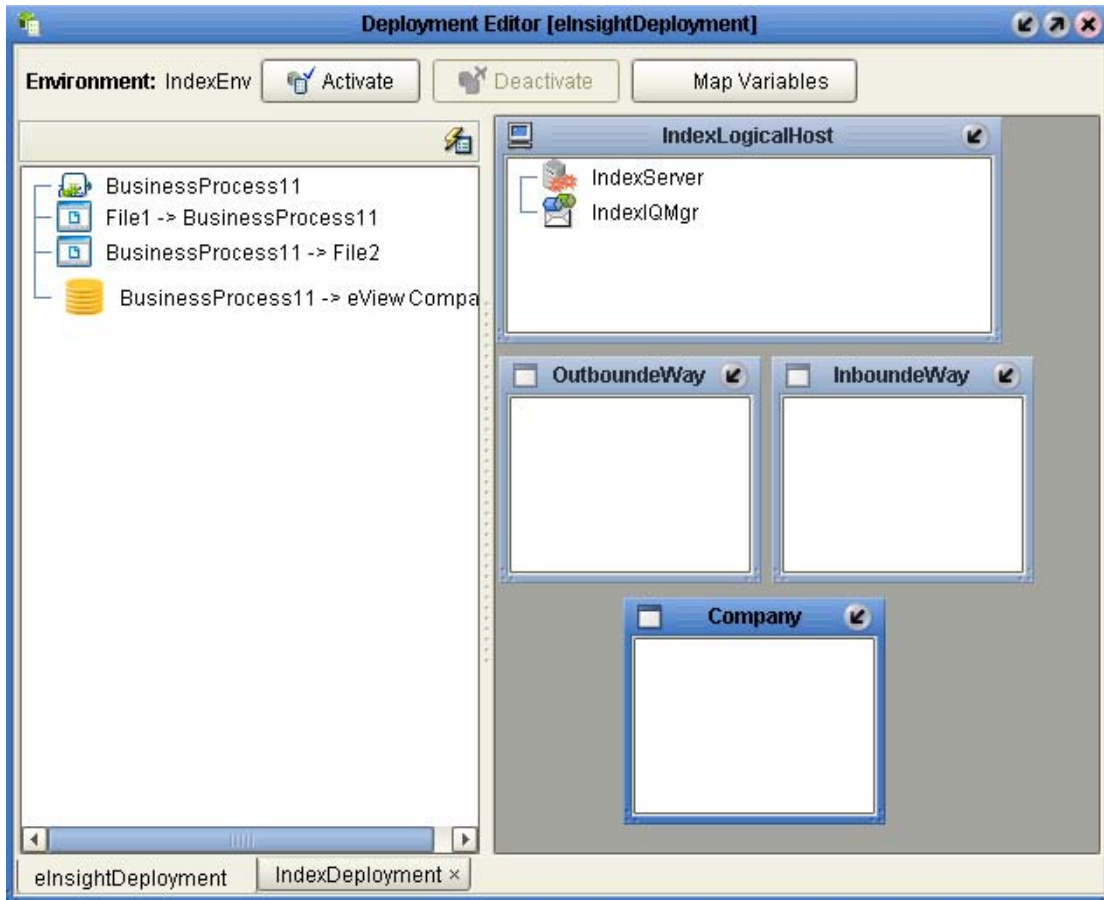 Deployment Editor [eInsightDeployment]
Environment: IndexEnv Activate Deactivate Map Variables
BusinessProcess11
File1 -> BusinessProcess11
BusinessProcess11 -> File2
BusinessProcess11 -> eView Compa
IndexLogicalHost
IndexServer
IndexIQMgr
OutboundeWay
InboundeWay
Company
eInsightDeployment IndexDeployment ×